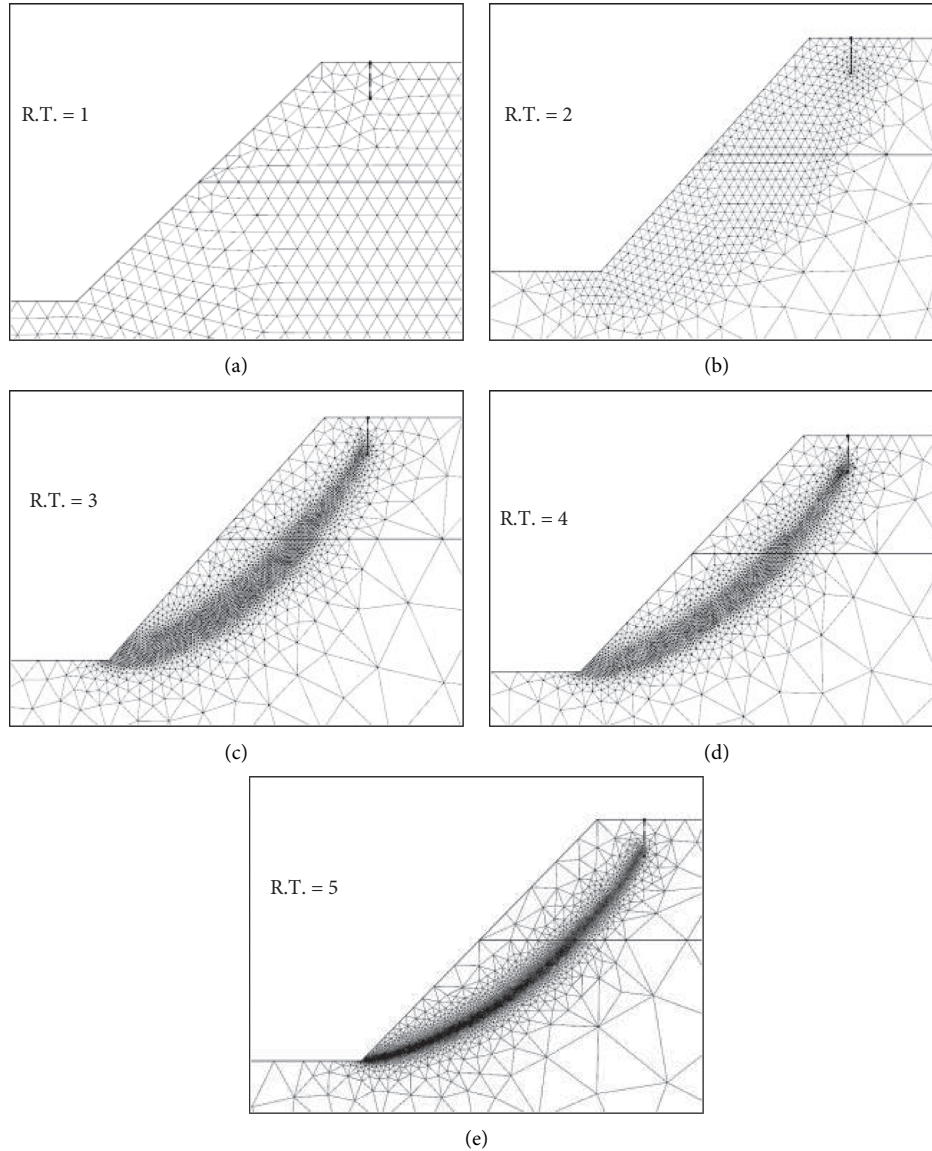 R.T. = 1
R.T. = 2
(a)
(b)
R.T. = 3
R.T. = 4
(c)
(d)
R.T. = 5
(e)